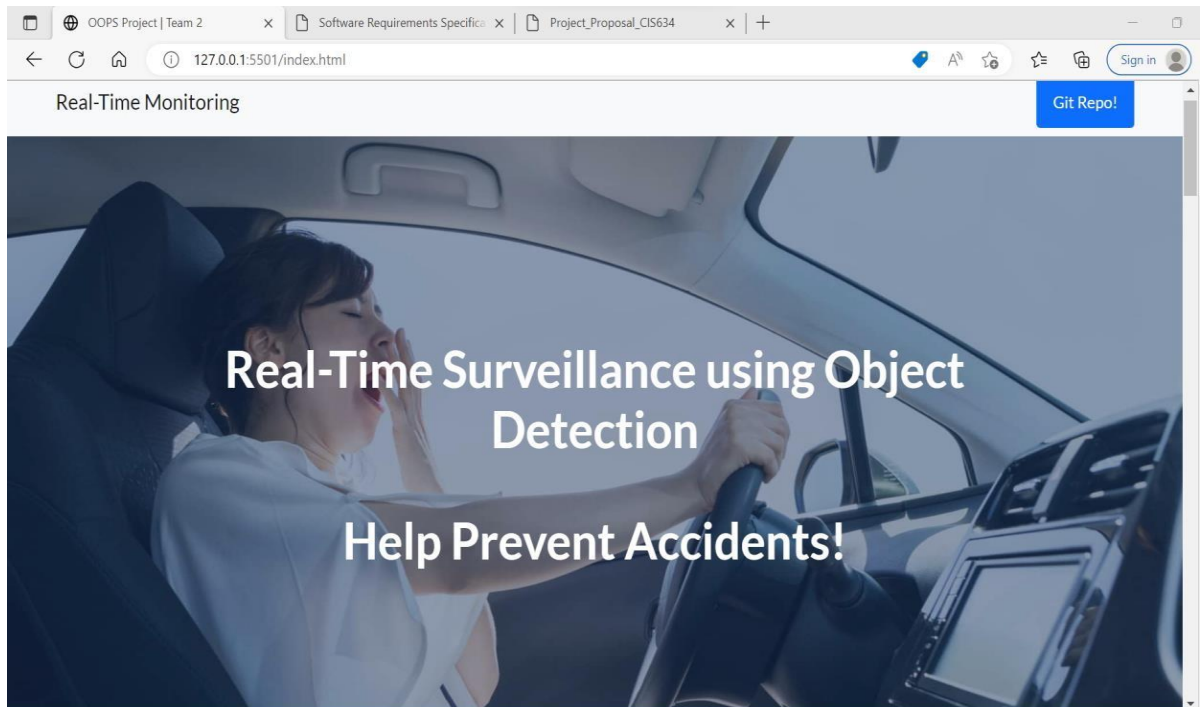 OOPS Project | Team 2
Software Requirements Specifica
Project_Proposal_CIS634
127.0.0.1:5501/index.html
Sign in
Real-Time Monitoring
Git Repo!
Real-Time Surveillance using Object
Detection
Help Prevent Accidents!